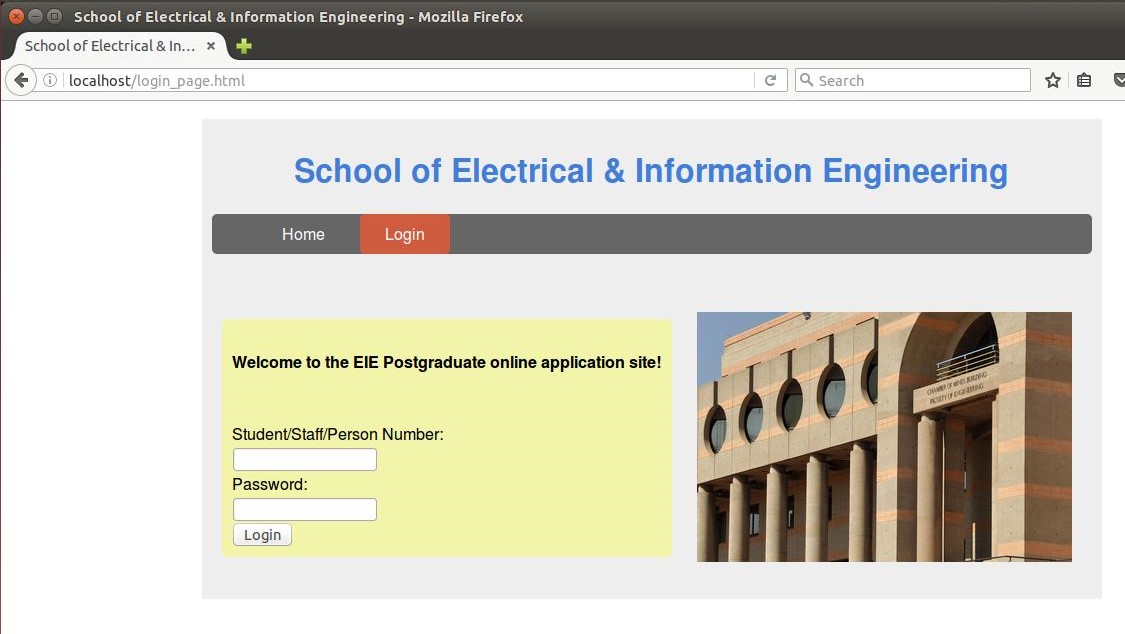 School of Electrical & Information Engineering - Mozilla Firefox
School of Electrical & In...
localhost/login_page.html
Search
School of Electrical & Information Engineering
Home
Login
Welcome to the EIE Postgraduate online application site!
Student/Staff/Person Number:
Password:
Login
CHAMBER OF MINES BUILDING
FACULTY OF ENGINEERING